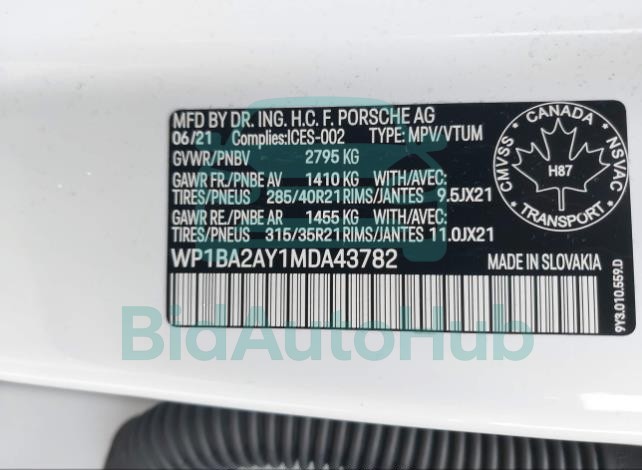 MFD BY DR. ING. H.C. F. PORSCHE AG
06/21 Complies:ICES-002 TYPE: MPV/VTUM
GVWR/PNBV 2795 KG
GAWR FR./PNBE AV 1410 KG WITH/AVEC:
TIRES/PNEUS 285/40R21 RIMS/JANTES 9.5JX21
GAWR RE./PNBE AR 1455 KG WITH/AVEC:
TIRES/PNEUS 315/35R21 RIMS/JANTES 11.0JX21
WP1BA2AY1MDA43782 MADE IN SLOVAKIA
CANADA
CMVSS
NSVAC
H87
TRANSPORT
9Y3.010.559.D
BidAutoHub